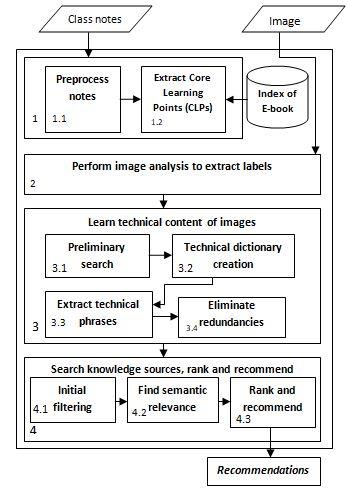 Class notes
Image
Preprocess
notes
1.1
Extract Core
Learning
Points (CLPs)
1.2
Index of
E-book
1
Perform image analysis to extract labels
2
Learn technical content of images
Preliminary
search
3.1
Technical dictionary
creation
3.2
Extract technical
phrases
3.3
Eliminate
redundancies
3.4
3
Search knowledge sources, rank and recommend
Initial
filtering
4.1
Find semantic
relevance
4.2
Rank and
recommend
4.3
4
Recommendations